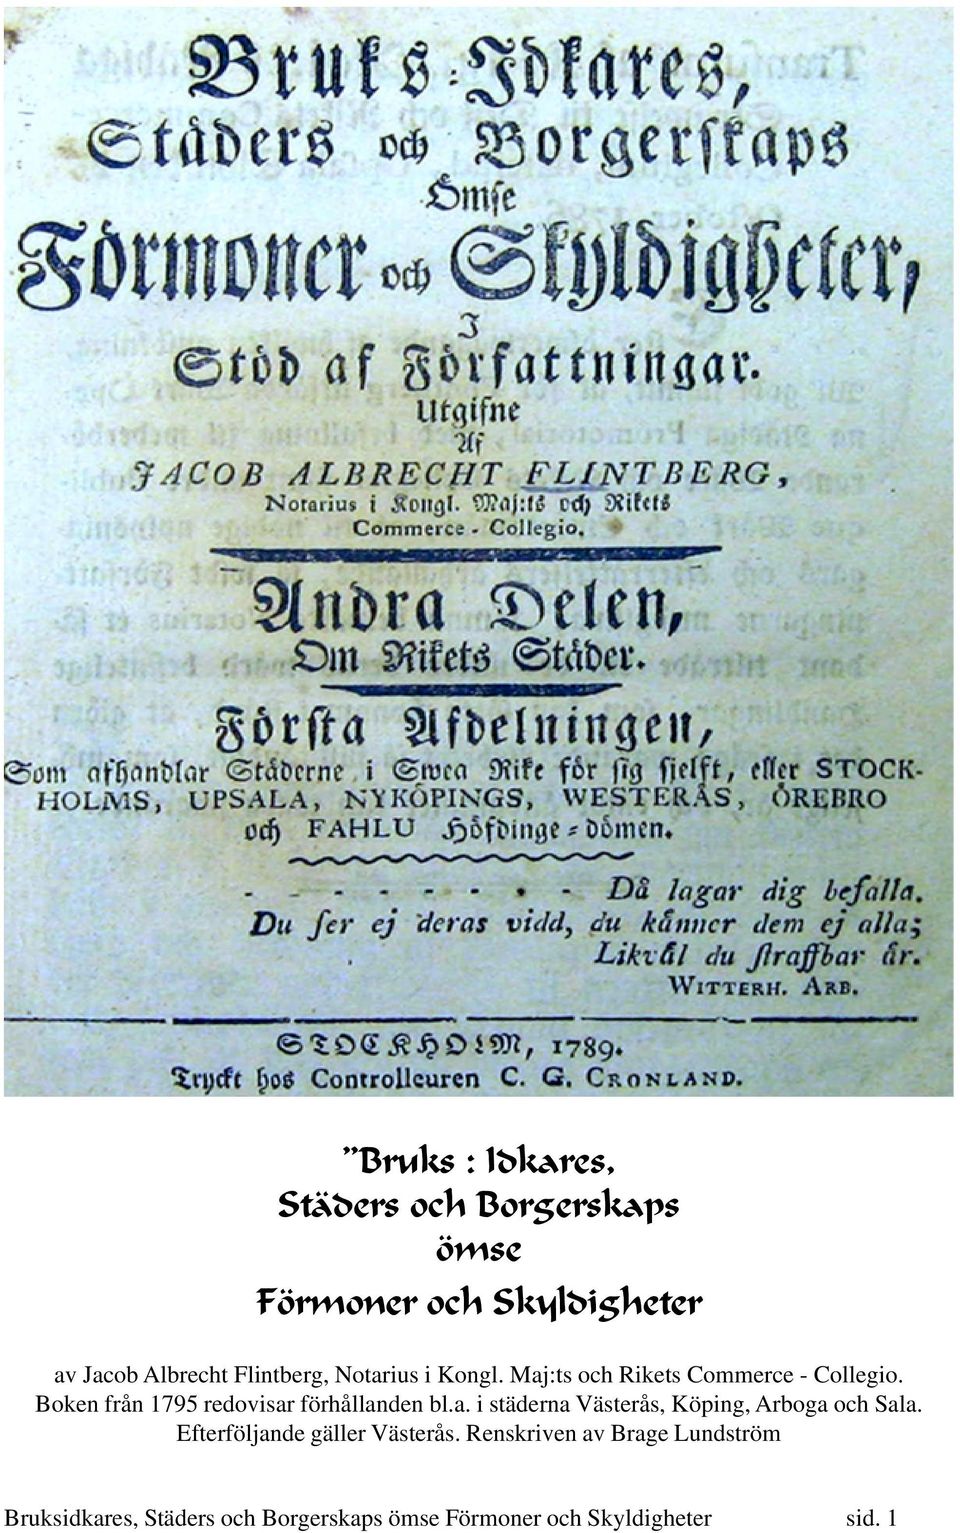 Bruks-Idkares,
Städers och Borgerskaps
Ömse
Förmoner och Skyldigheter,
I
Stöd af Författningar.
Utgifne
Af
JACOB ALBRECHT FLINTBERG,
Notarius i Kongl. Maj:ts och Rikets
Commerce-Collegio.
Andra Delen,
Om Rikets Städer.
Förſta Afdelningen,
Som afhandlar Städerne i Swea Rike för ſig ſjelft, eller STOCK-
HOLMS, UPSALA, NYKÖPINGS, WESTERÅS, ÖREBRO
och FAHLU Höfdinge-dömen.
- - - - - - - - Då lagar dig befalla.
Du ſer ej deras vidd, du känner dem ej alla;
Likväl du ſtraffbar är.
WITTERH. ARB.
STOCKHOLM, 1789.
Tryckt hos Controlleuren C. G. CRONLAND.
”Bruks : Idkares,
Städers och Borgerskaps
ömse
Förmoner och Skyldigheter
av Jacob Albrecht Flintberg, Notarius i Kongl. Maj:ts och Rikets Commerce - Collegio.
Boken från 1795 redovisar förhållanden bl.a. i städerna Västerås, Köping, Arboga och Sala.
Efterföljande gäller Västerås. Renskriven av Brage Lundström
Bruksidkares, Städers och Borgerskaps ömse Förmoner och Skyldigheter sid. 1